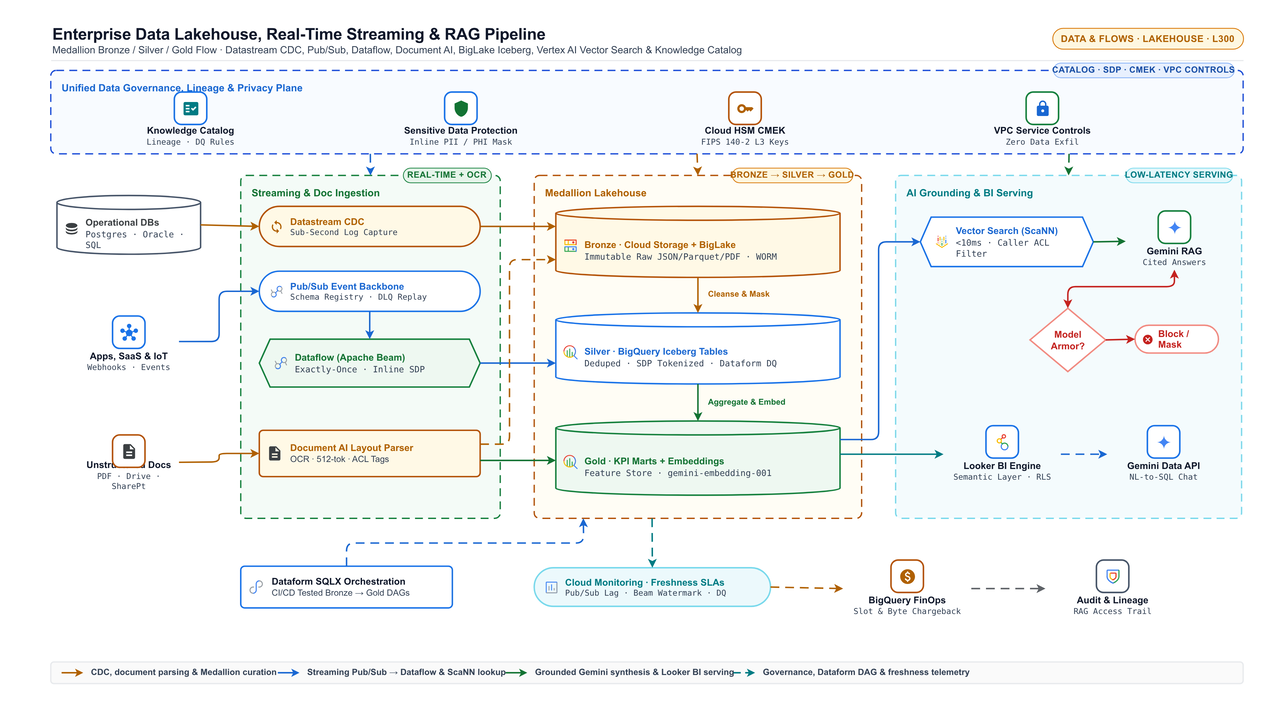 Enterprise Data Lakehouse, Real-Time Streaming & RAG Pipeline
Medallion Bronze / Silver / Gold Flow · Datastream CDC, Pub/Sub, Dataflow, Document AI, BigLake Iceberg, Vertex AI Vector Search & Knowledge Catalog
DATA & FLOWS · LAKEHOUSE · L300
CATALOG · SDP · CMEK · VPC CONTROLS
Unified Data Governance, Lineage & Privacy Plane
Knowledge Catalog
Lineage · DQ Rules
Sensitive Data Protection
Inline PII / PHI Mask
Cloud HSM CMEK
FIPS 140-2 L3 Keys
VPC Service Controls
Zero Data Exfil
Operational DBs
Postgres · Oracle ·
SQL
Apps, SaaS & IoT
Webhooks · Events
Unstructured Docs
PDF · Drive ·
SharePt
REAL-TIME + OCR
Streaming & Doc Ingestion
Datastream CDC
Sub-Second Log Capture
Pub/Sub Event Backbone
Schema Registry · DLQ Replay
Dataflow (Apache Beam)
Exactly-Once · Inline SDP
Document AI Layout Parser
OCR · 512-tok · ACL Tags
BRONZE → SILVER → GOLD
Medallion Lakehouse
Bronze · Cloud Storage + BigLake
Immutable Raw JSON/Parquet/PDF · WORM
Cleanse & Mask
Silver · BigQuery Iceberg Tables
Deduped · SDP Tokenized · Dataform DQ
Aggregate & Embed
Gold · KPI Marts + Embeddings
Feature Store · gemini-embedding-001
LOW-LATENCY SERVING
AI Grounding & BI Serving
Vector Search (ScaNN)
<10ms · Caller ACL
Filter
Gemini RAG
Cited Answers
Model
Armor?
Block /
Mask
Looker BI Engine
Semantic Layer · RLS
Gemini Data API
NL-to-SQL Chat
Dataform SQLX Orchestration
CI/CD Tested Bronze → Gold DAGs
Cloud Monitoring · Freshness SLAs
Pub/Sub Lag · Beam Watermark · DQ
BigQuery FinOps
Slot & Byte Chargeback
Audit & Lineage
RAG Access Trail
CDC, document parsing & Medallion curation
Streaming Pub/Sub → Dataflow & ScaNN lookup
Grounded Gemini synthesis & Looker BI serving
Governance, Dataform DAG & freshness telemetry